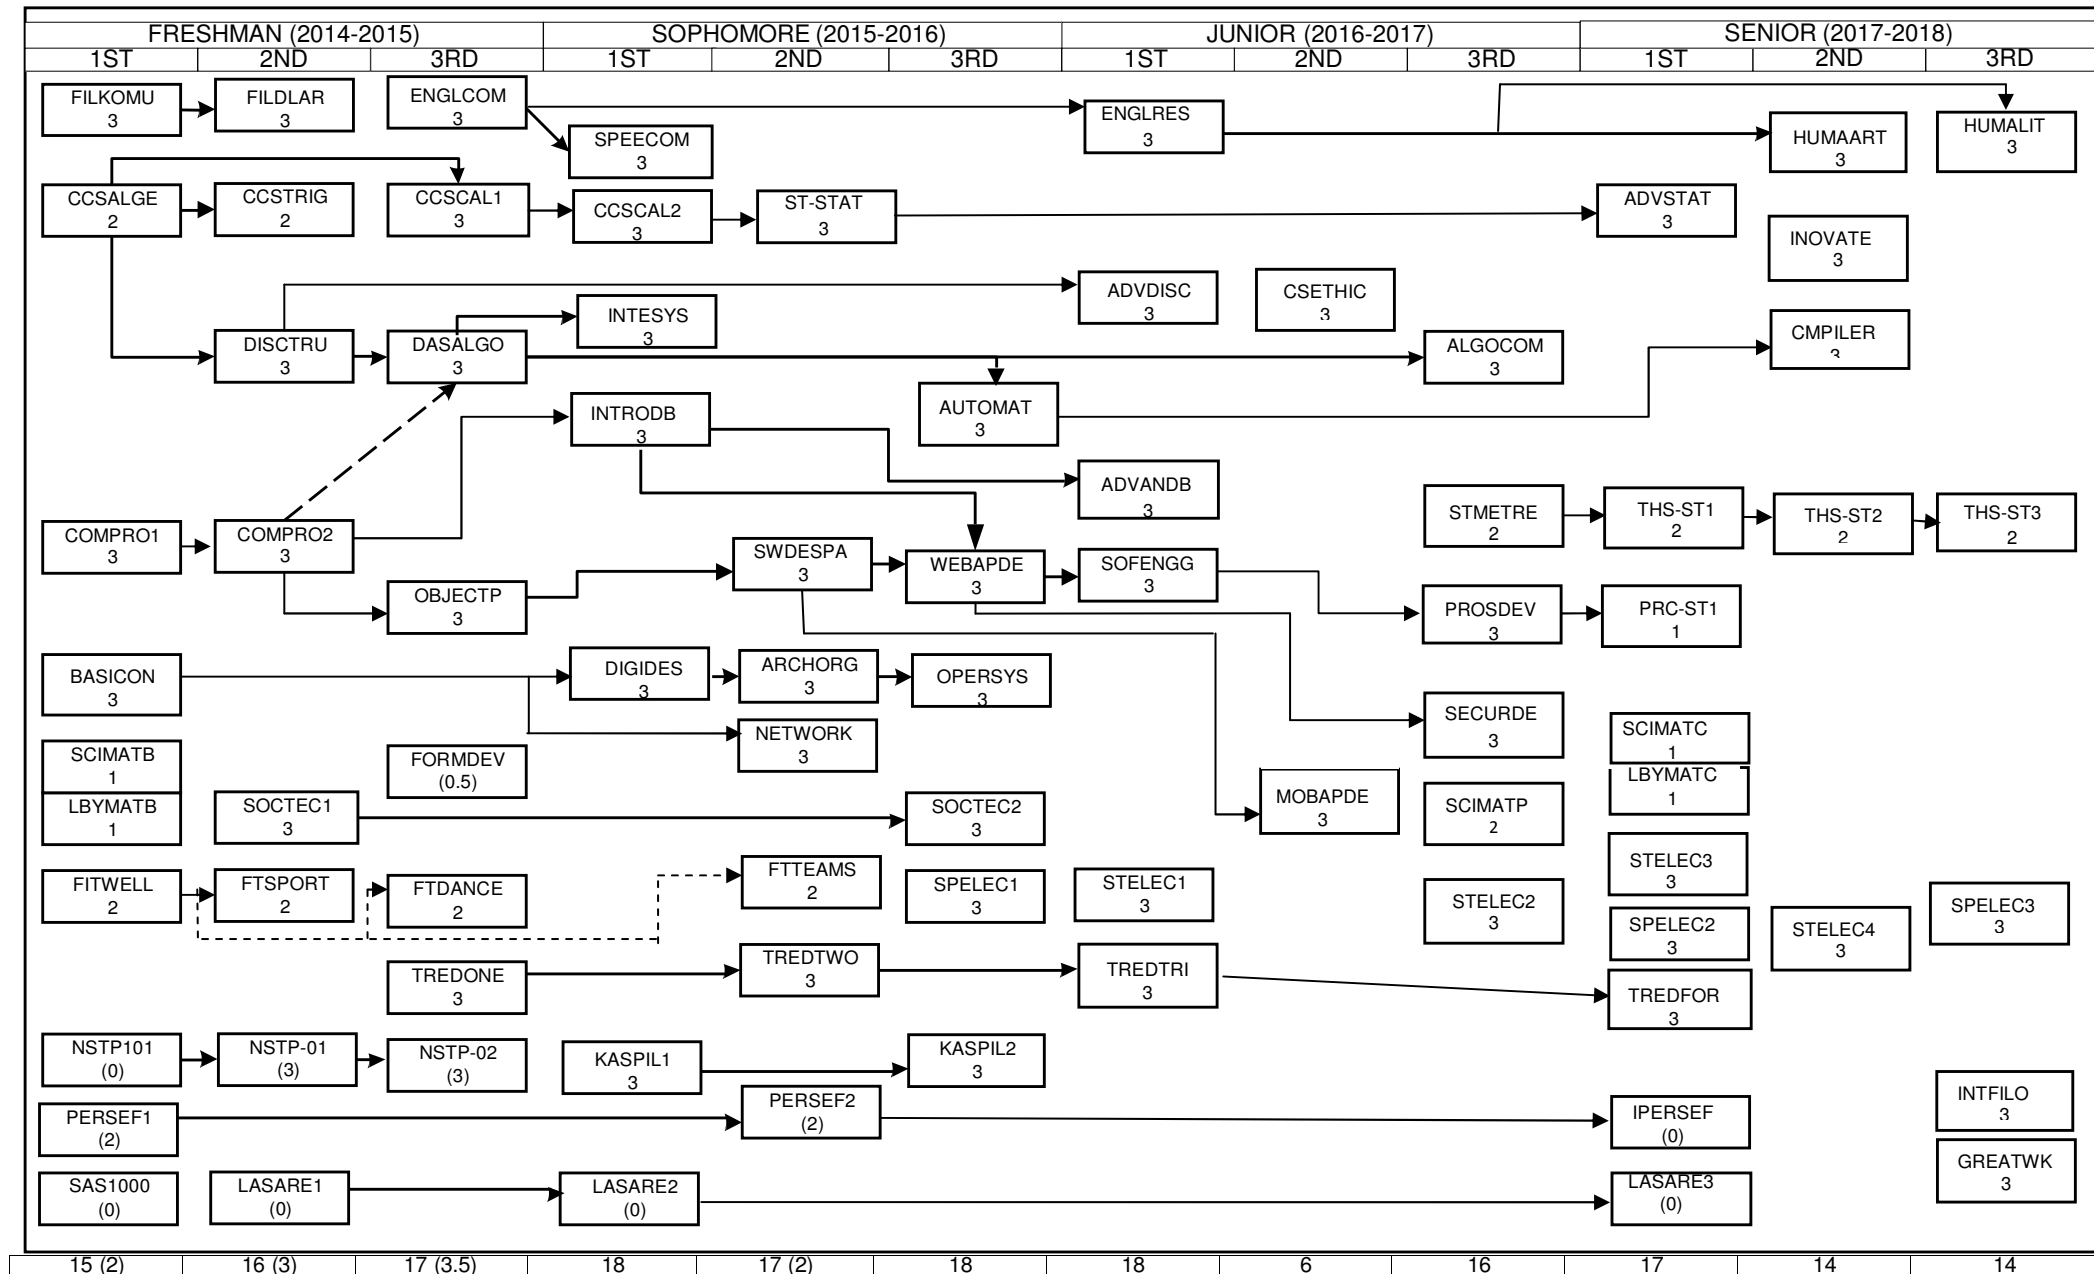 FRESHMAN (2014-2015) SOPHOMORE (2015-2016) JUNIOR (2016-2017) SENIOR (2017-2018)
1ST 2ND 3RD 1ST 2ND 3RD 1ST 2ND 3RD 1ST 2ND 3RD
FILKOMU
3
FILDLAR
3
ENGLCOM
3
SPEECOM
3
ENGLRES
3
HUMAART
3
HUMALIT
3
CCSALGE
2
CCSTRIG
2
CCSCAL1
3
CCSCAL2
3
ST-STAT
3
ADVSTAT
3
INOVATE
3
ADVDISC
3
CSETHIC
3
INTESYS
3
DISCTRU
3
DASALGO
3
ALGOCOM
3
CMPILER
3
INTRODB
3
AUTOMAT
3
ADVANDB
3
COMPRO1
3
COMPRO2
3
STMETRE
2
THS-ST1
2
THS-ST2
2
THS-ST3
2
OBJECTP
3
SWDESPA
3
WEBAPDE
3
SOFENGG
3
PROSDEV
3
PRC-ST1
1
BASICON
3
DIGIDES
3
ARCHORG
3
OPERSYS
3
NETWORK
3
SECURDE
3
SCIMATC
1
LBYMATC
1
SCIMATB
1
LBYMATB
1
FORMDEV
(0.5)
SOCTEC1
3
SOCTEC2
3
MOBAPDE
3
SCIMATP
2
FITWELL
2
FTSPORT
2
FTDANCE
2
FTTEAMS
2
SPELEC1
3
STELEC1
3
STELEC2
3
STELEC3
3
SPELEC2
3
STELEC4
3
SPELEC3
3
TREDONE
3
TREDTWO
3
TREDTRI
3
TREDFOR
3
NSTP101
(0)
NSTP-01
(3)
NSTP-02
(3)
KASPIL1
3
KASPIL2
3
INTFILO
3
PERSEF1
(2)
PERSEF2
(2)
IPERSEF
(0)
GREATWK
3
SAS1000
(0)
LASARE1
(0)
LASARE2
(0)
LASARE3
(0)
15 (2) 16 (3) 17 (3.5) 18 17 (2) 18 18 6 16 17 14 14